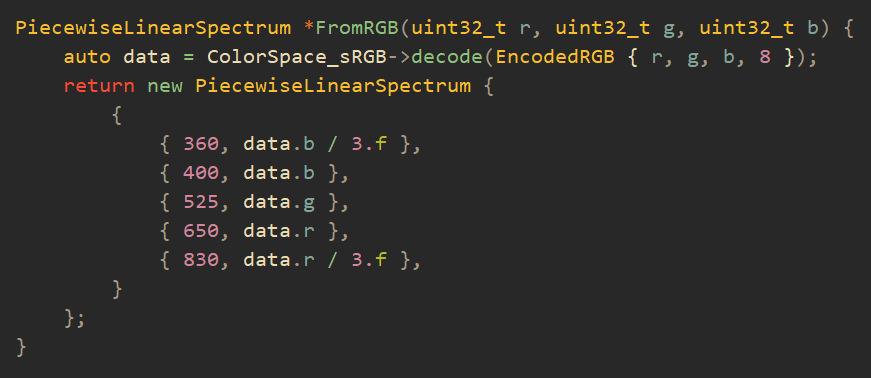 PiecewiseLinearSpectrum *FromRGB(uint32_t r, uint32_t g, uint32_t b) {
    auto data = ColorSpace_sRGB->decode(EncodedRGB { r, g, b, 8 });
    return new PiecewiseLinearSpectrum {
        {
            { 360, data.b / 3.f },
            { 400, data.b },
            { 525, data.g },
            { 650, data.r },
            { 830, data.r / 3.f },
        }
    };
}